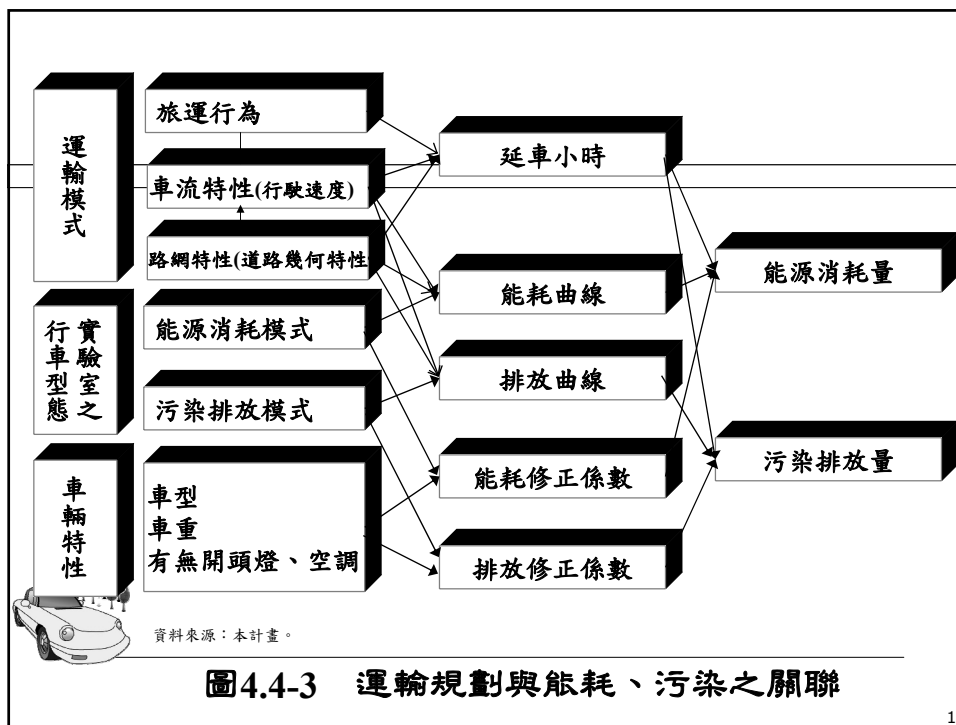 運輸模式
旅運行為
車流特性(行駛速度)
路網特性(道路幾何特性
實驗室之
行車型態
能源消耗模式
污染排放模式
車輛特性
車型
車重
有無開頭燈、空調
延車小時
能耗曲線
排放曲線
能耗修正係數
排放修正係數
能源消耗量
污染排放量
資料來源：本計畫。
圖4.4-3 運輸規劃與能耗、污染之關聯
1